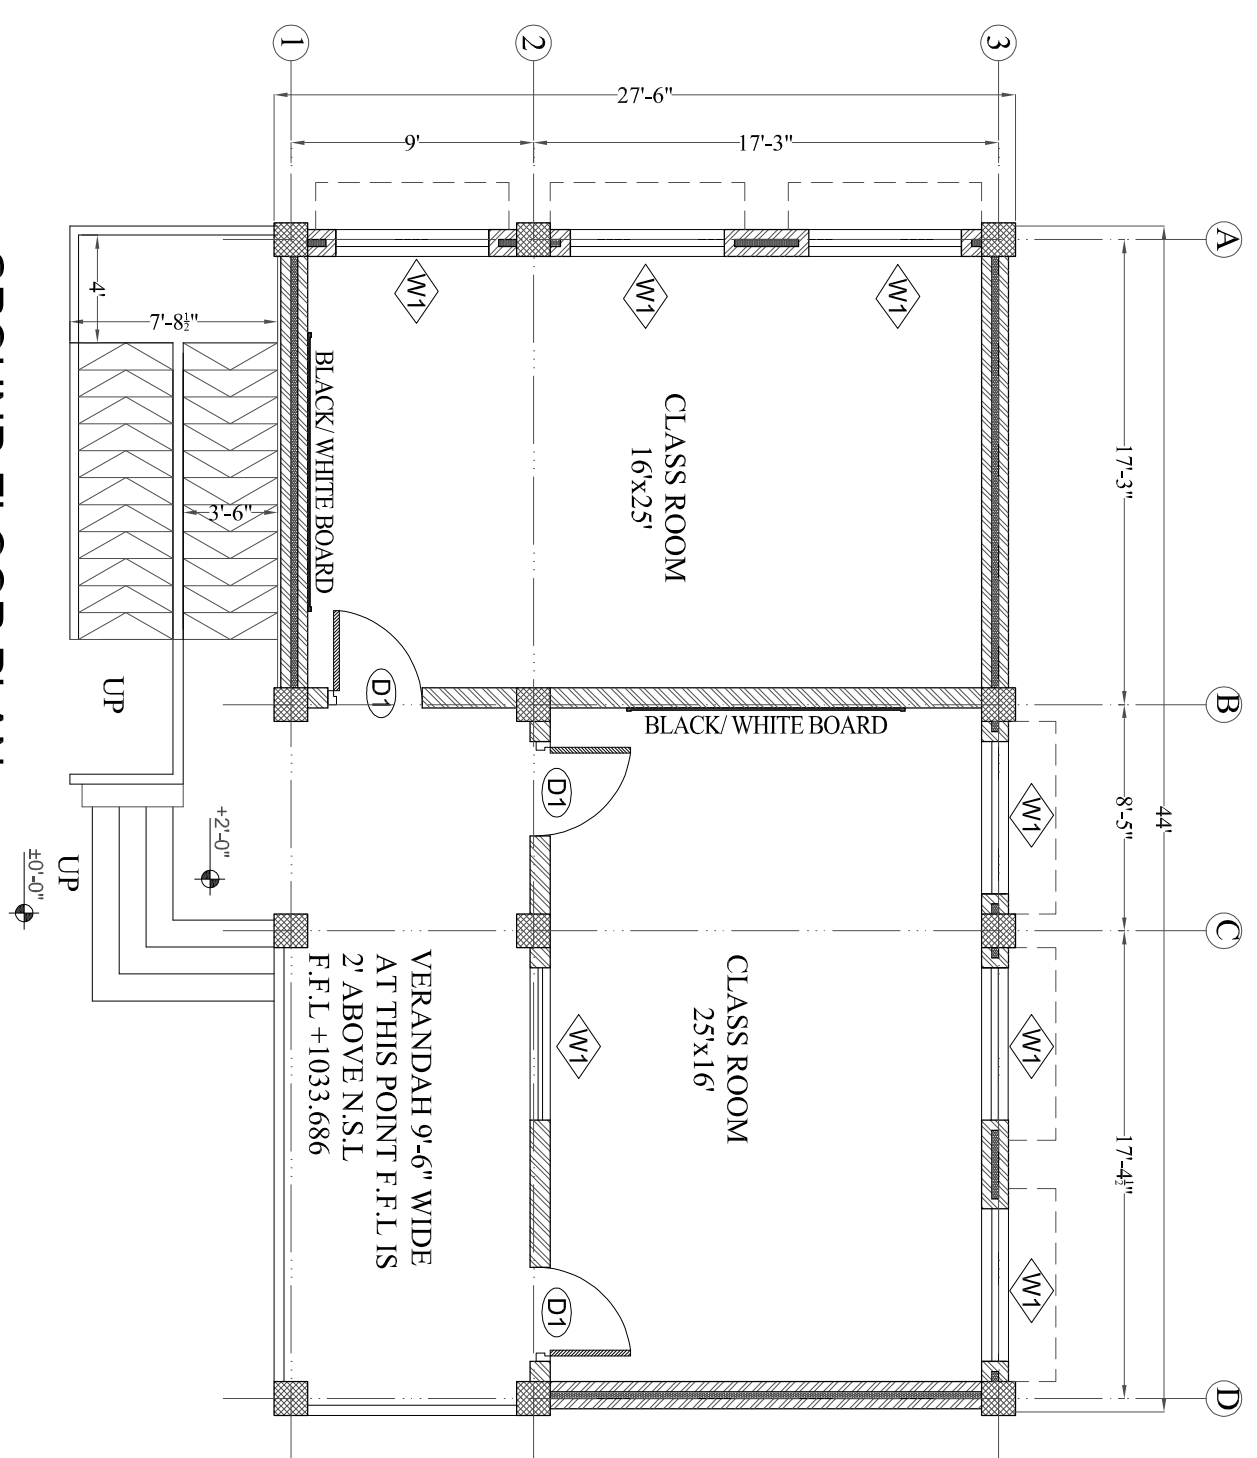 1
2
3
27'-6"
9'
17'-3"
A
B
C
D
W1
W1
W1
4'
7'-8½"
3'-6"
BLACK/ WHITE BOARD
CLASS ROOM
16'x25'
17'-3"
8'-5"
44'
17'-4½"
D1
BLACK/ WHITE BOARD
D1
W1
W1
W1
W1
D1
CLASS ROOM
25'x16'
UP
UP
+2'-0"
±0'-0"
VERANDAH 9'-6" WIDE
AT THIS POINT F.F.L IS
2' ABOVE N.S.L
F.F.L +1033.686